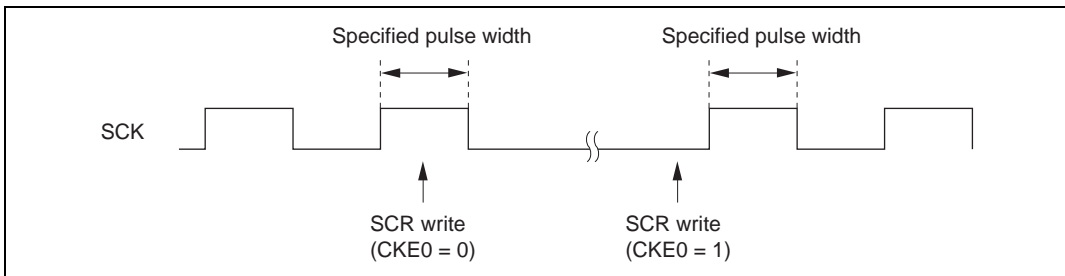 Specified pulse width
Specified pulse width
SCK
SCR write
(CKE0 = 0)
SCR write
(CKE0 = 1)